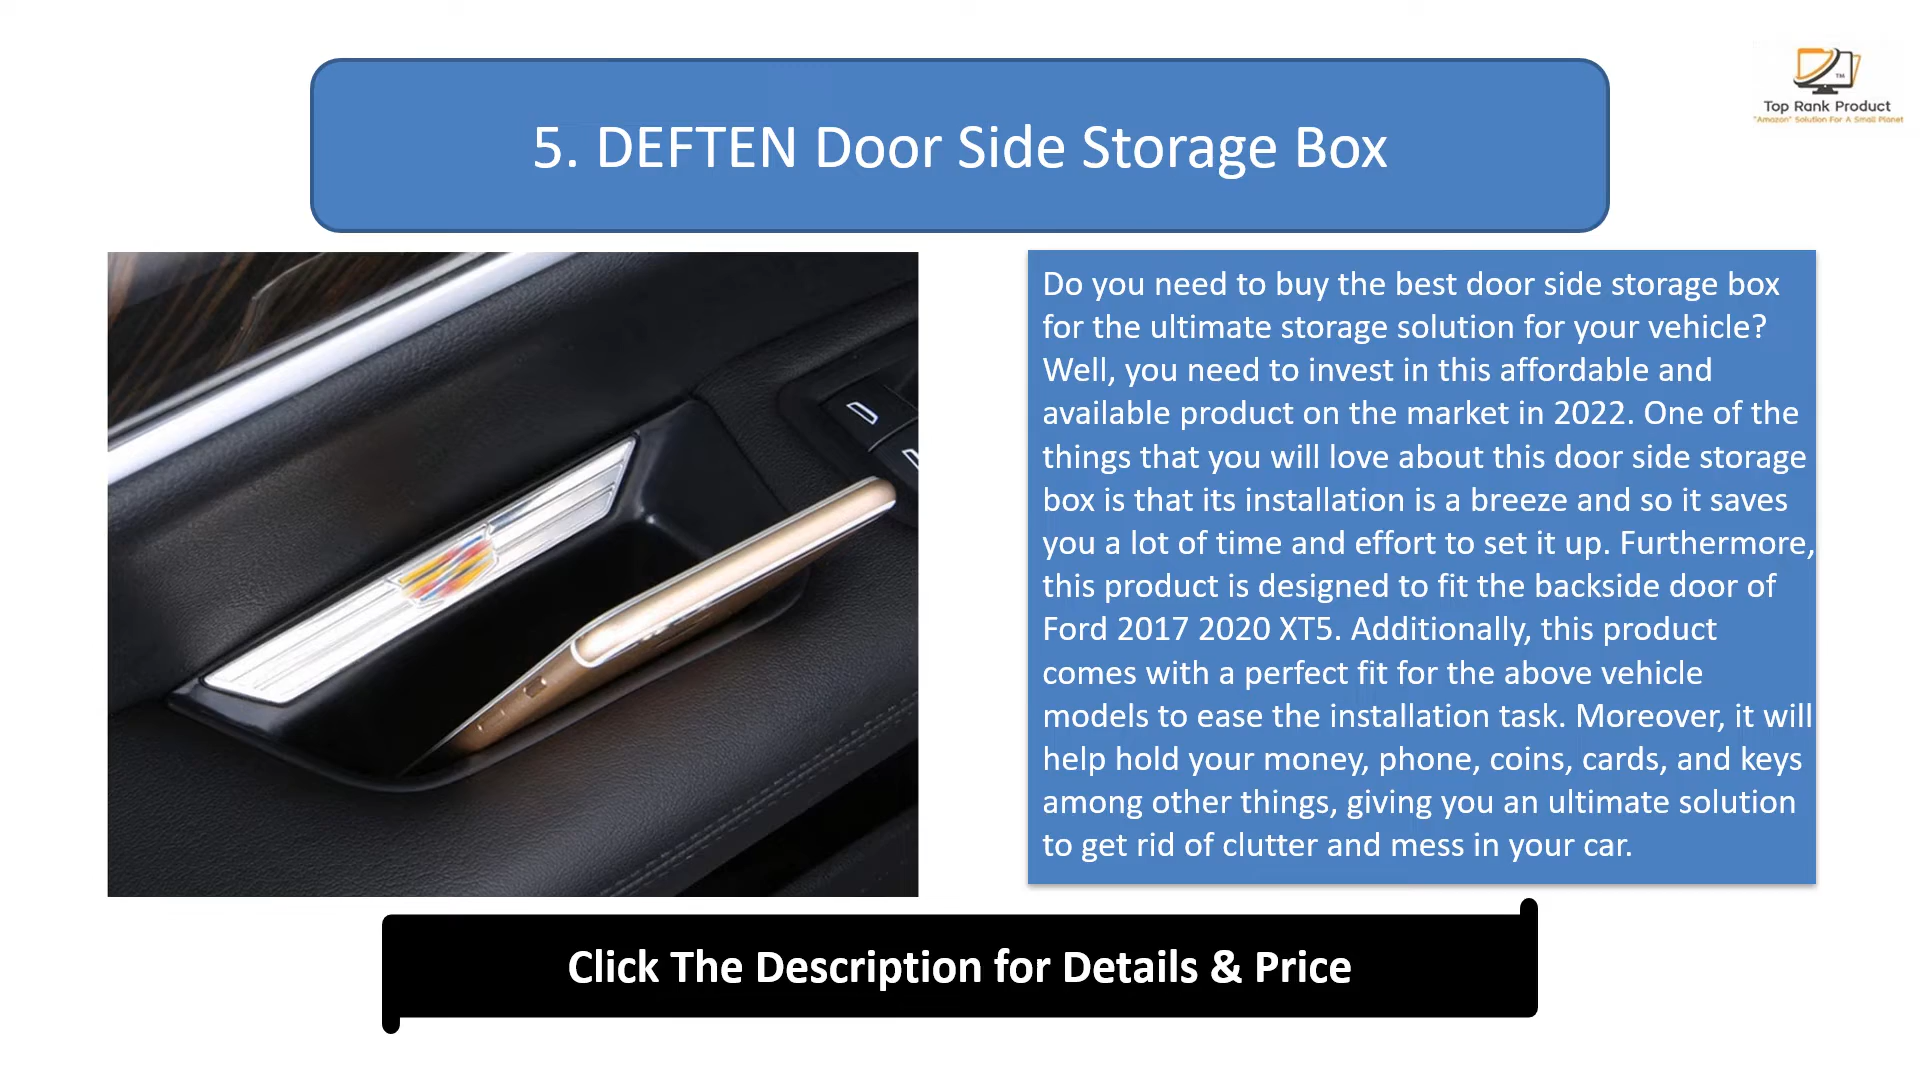 5. DEFTEN Door Side Storage Box
TM
Top Rank Product
"Amazon" Solution For A Small Planet
Do you need to buy the best door side storage box
for the ultimate storage solution for your vehicle?
Well, you need to invest in this affordable and
available product on the market in 2022. One of the
things that you will love about this door side storage
box is that its installation is a breeze and so it saves
you a lot of time and effort to set it up. Furthermore,
this product is designed to fit the backside door of
Ford 2017 2020 XT5. Additionally, this product
comes with a perfect fit for the above vehicle
models to ease the installation task. Moreover, it will
help hold your money, phone, coins, cards, and keys
among other things, giving you an ultimate solution
to get rid of clutter and mess in your car.
Click The Description for Details & Price